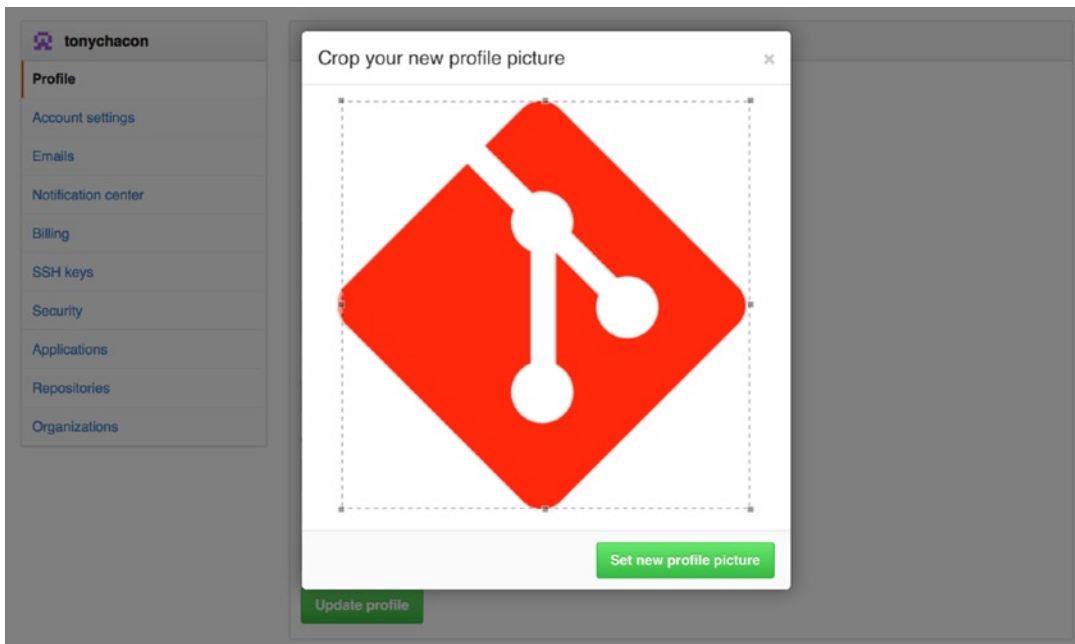 tonychacon
Profile
Account settings
Emails
Notification center
Billing
SSH keys
Security
Applications
Repositories
Organizations
Crop your new profile picture
×
Set new profile picture
Update profile